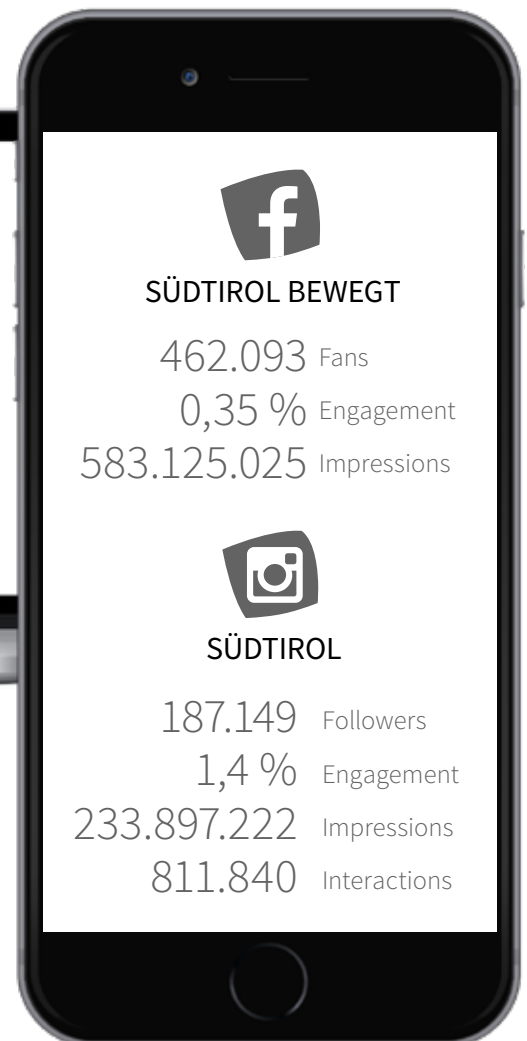 SÜDTIROL BEWEGT
462.093 Fans
0,35 % Engagement
583.125.025 Impressions
SÜDTIROL
187.149 Followers
1,4 % Engagement
233.897.222 Impressions
811.840 Interactions